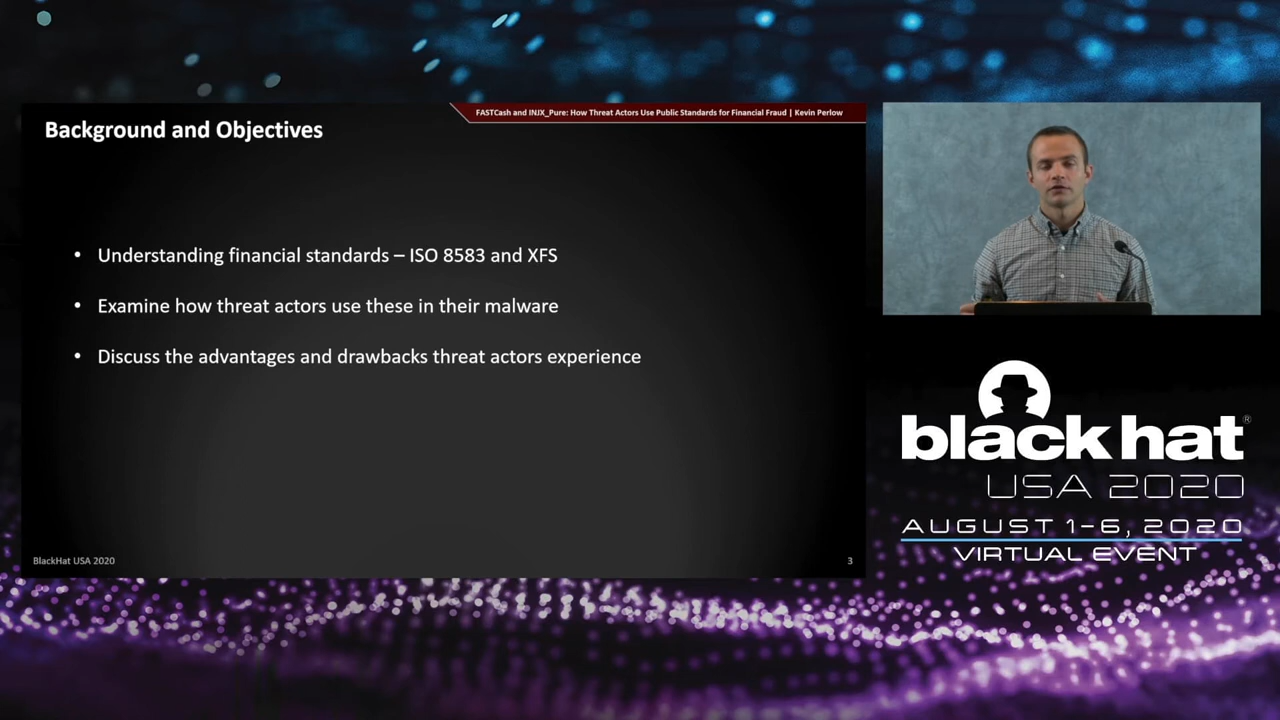 FASTCash and INJX_Pure: How Threat Actors Use Public Standards for Financial Fraud | Kevin Perlow
Background and Objectives
• Understanding financial standards – ISO 8583 and XFS
• Examine how threat actors use these in their malware
• Discuss the advantages and drawbacks threat actors experience
BlackHat USA 2020
3
black hat®
USA 2020
AUGUST 1-6, 2020
VIRTUAL EVENT